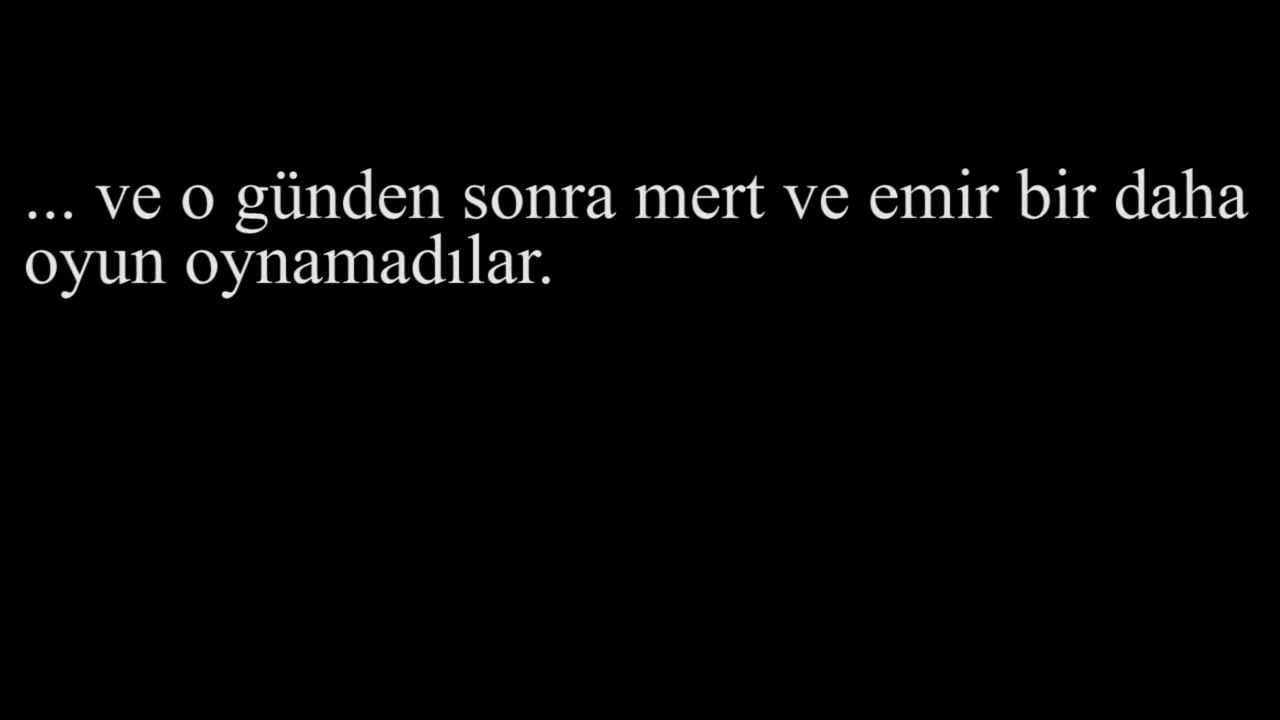 ... ve o günden sonra mert ve emir bir daha
oyun oynamadılar.